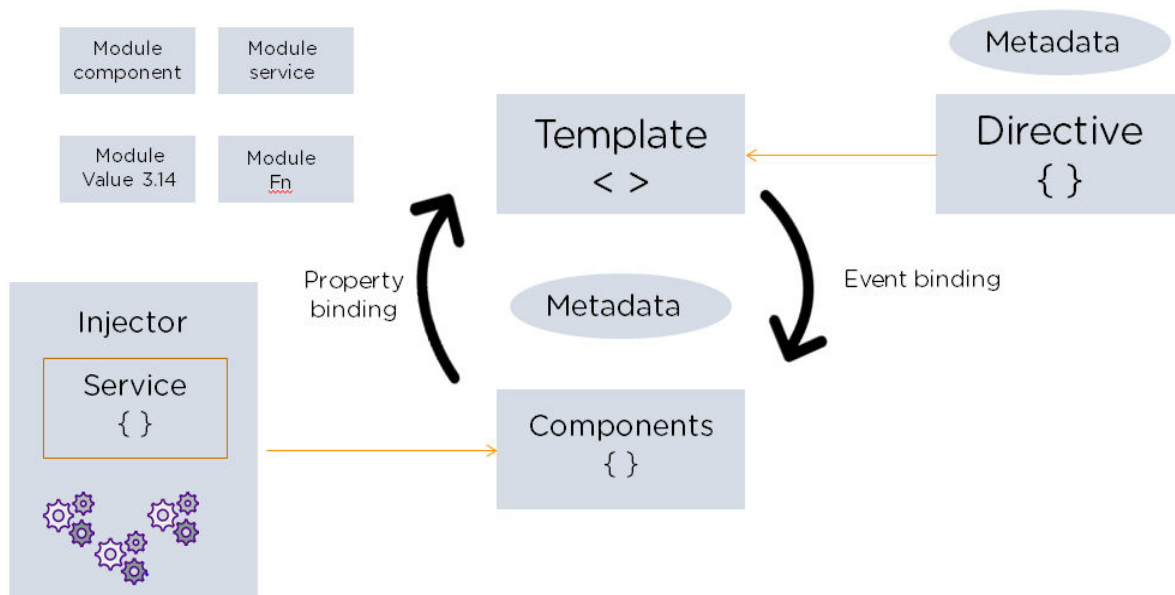 Module
component
Module
service
Module
Value 3.14
Module
Fn
Metadata
Template
< >
Directive
{ }
Property
binding
Metadata
Event binding
Injector
Service
{ }
Components
{ }